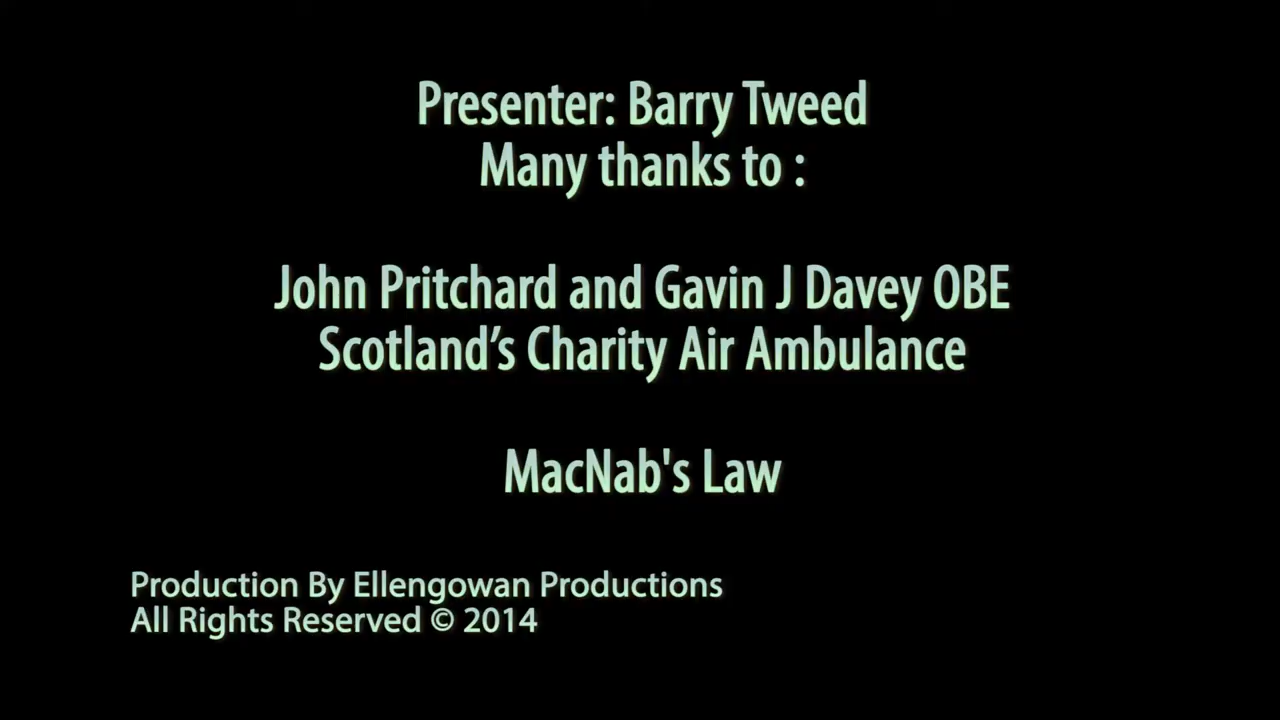 Presenter: Barry Tweed
Many thanks to :
John Pritchard and Gavin J Davey OBE
Scotland’s Charity Air Ambulance
MacNab's Law
Production By Ellengowan Productions
All Rights Reserved © 2014